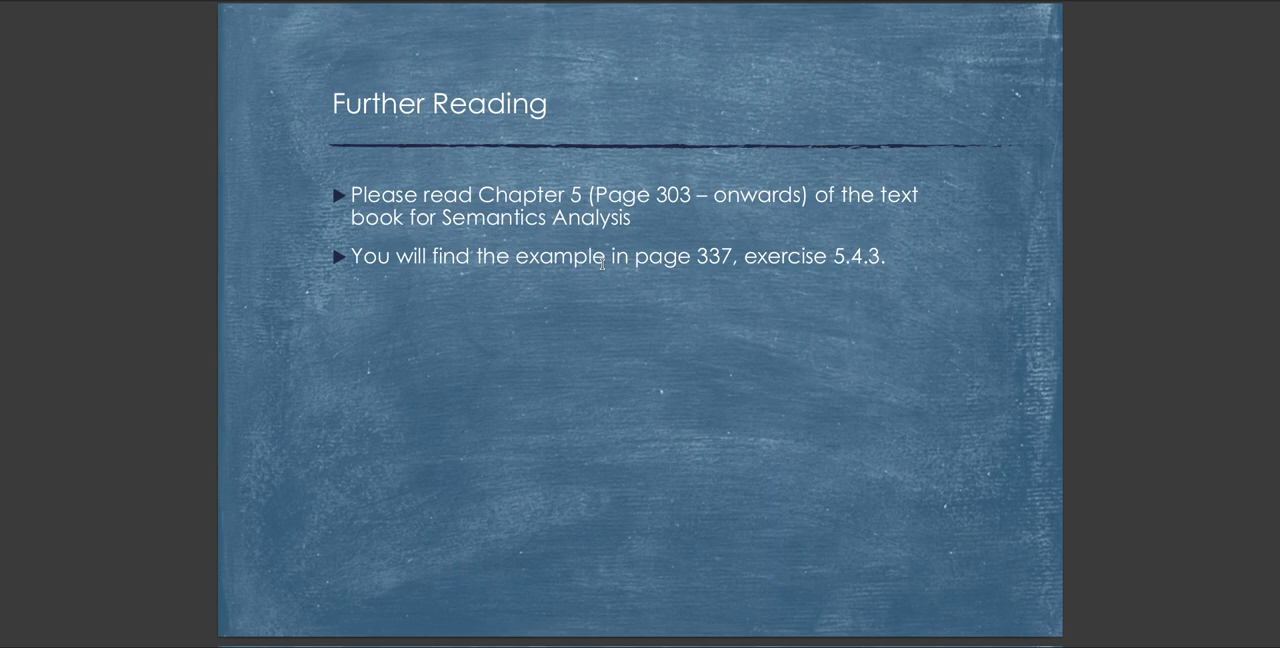 Further Reading
Please read Chapter 5 (Page 303 – onwards) of the text
book for Semantics Analysis
You will find the example in page 337, exercise 5.4.3.